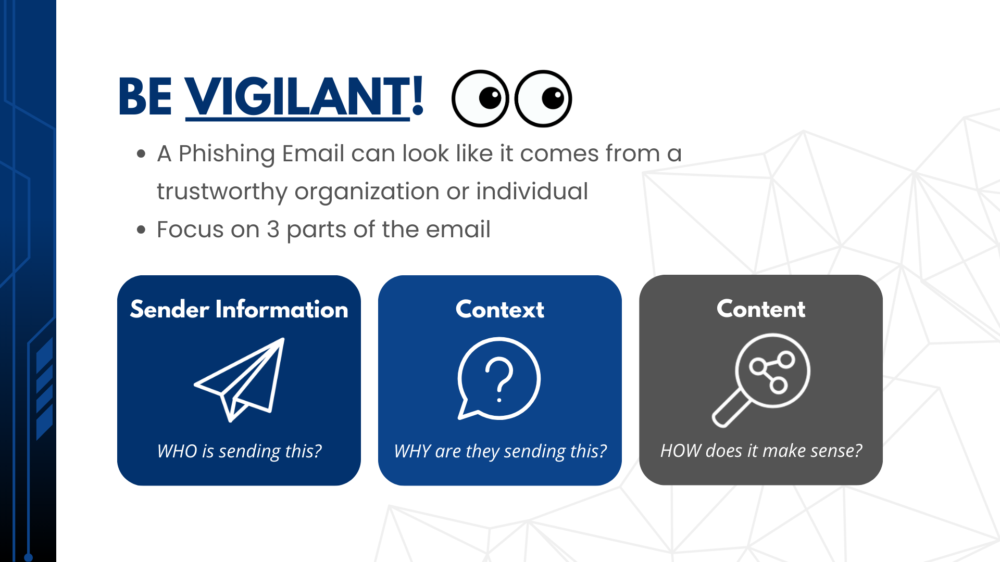 BE VIGILANT!
• A Phishing Email can look like it comes from a
trustworthy organization or individual
• Focus on 3 parts of the email
Sender Information
WHO is sending this?
Context
?
WHY are they sending this?
Content
HOW does it make sense?